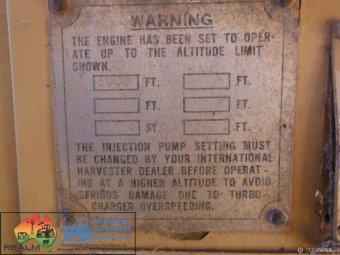 WARNING
THE ENGINE HAS BEEN SET TO OPER-
ATE UP TO THE ALTITUDE LIMIT
SHOWN.
FT. FT.
FT. FT.
FT. FT.
THE INJECTION PUMP SETTING MUST
BE CHANGED BY YOUR INTERNATIONAL
HARVESTER DEALER BEFORE OPERAT-
ING AT A HIGHER ALTITUDE TO AVOID
SERIOUS DAMAGE DUE TO TURBO-
CHARGER OVERSPEEDING.
REALM